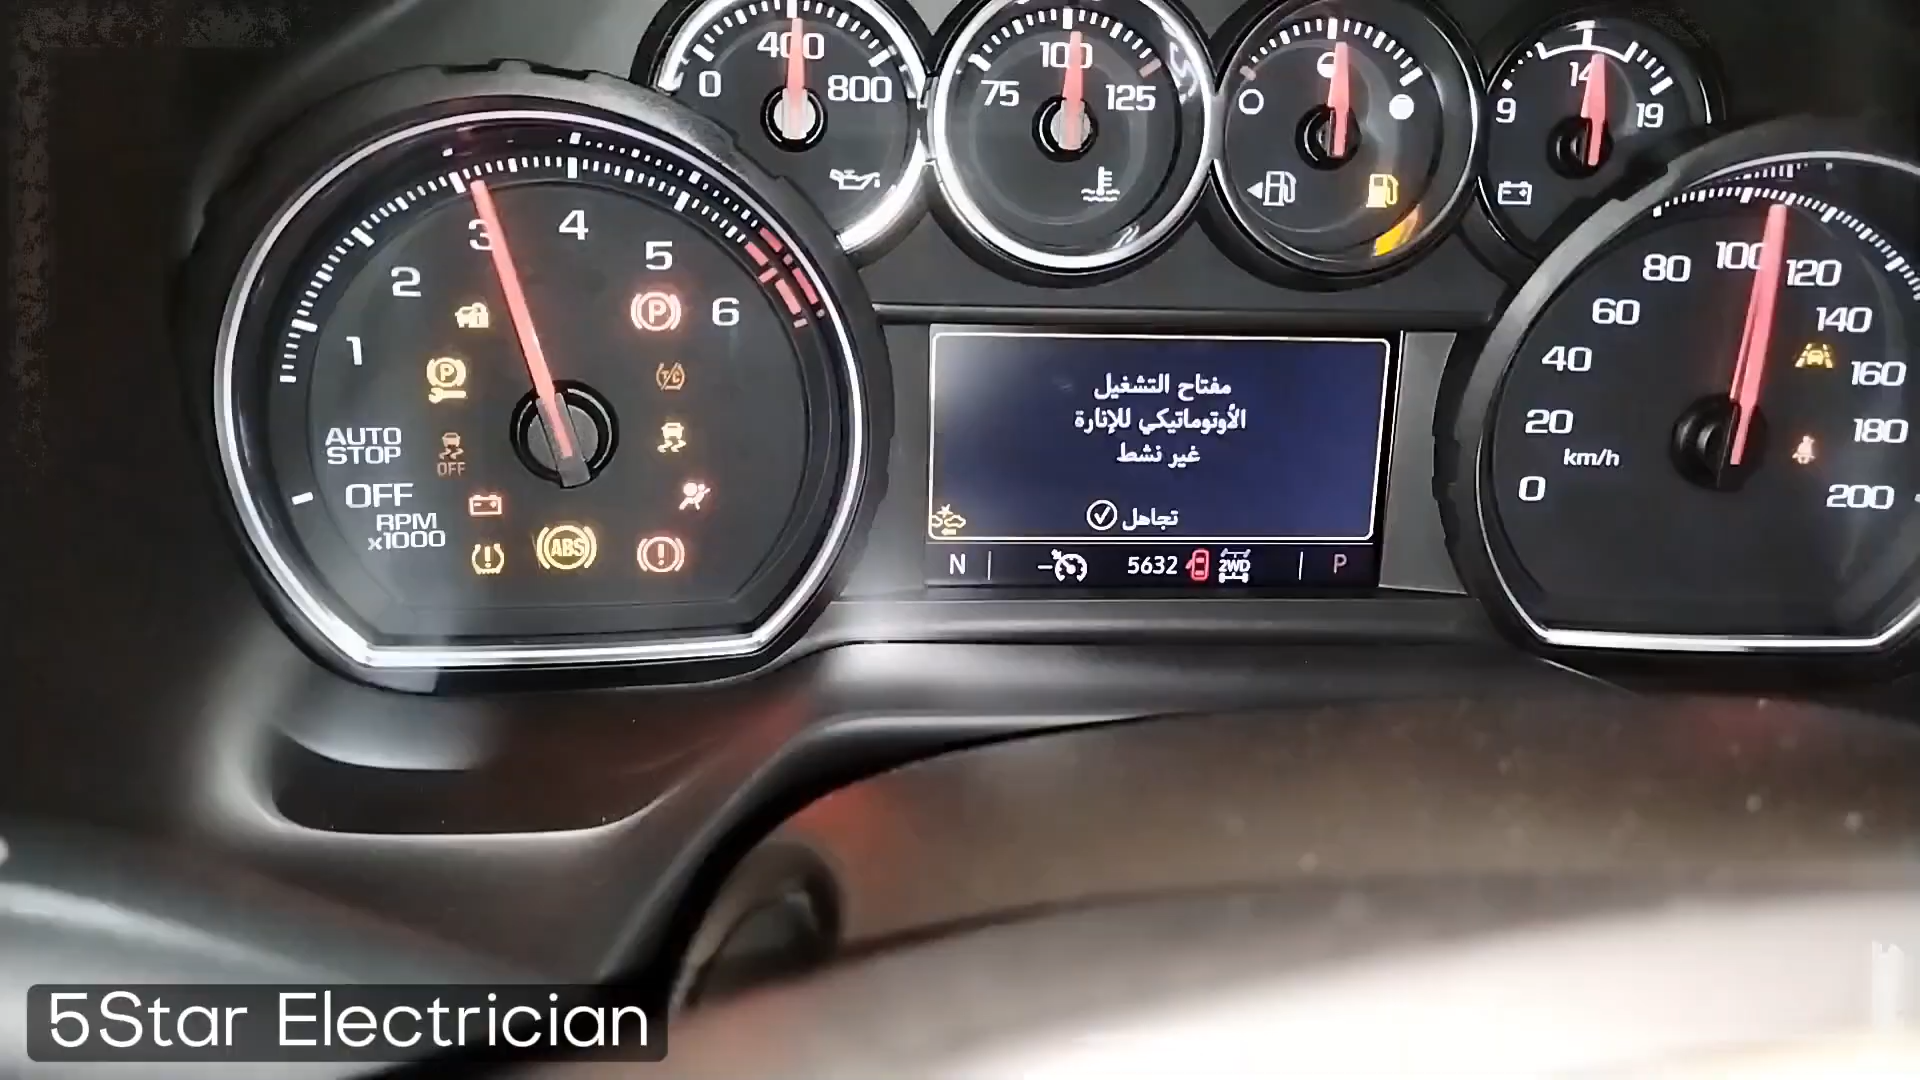 0 400 800
75 100 125
9 14 19
1 2 3 4 5 6
AUTO
STOP
OFF
RPM
x1000
OFF
ABS
P
P
T/C
مفتاح التشغيل
الأوتوماتيكي للإنارة
غير نشط
تجاهل
N 5632 2WD P
0 20 40 60 80 100 120 140 160 180 200
km/h
5Star Electrician